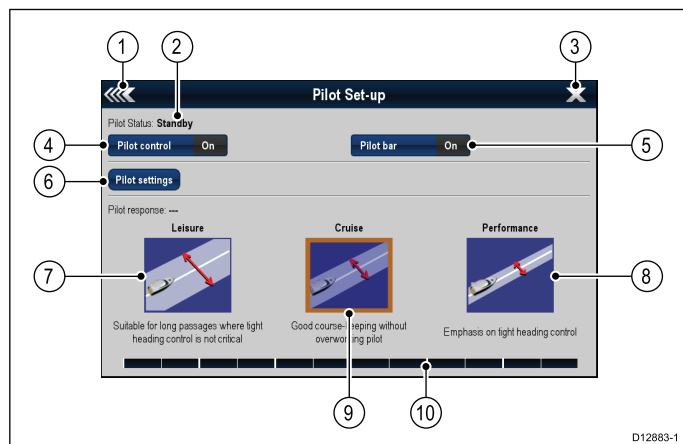 1
2
3
Pilot Set-up
Pilot Status: Standby
4
Pilot control On
Pilot bar On
5
6
Pilot settings
Pilot response: ---
Leisure
Cruise
Performance
7
8
Suitable for long passages where tight
heading control is not critical
Good course-keeping without
overworking pilot
Emphasis on tight heading control
9
10
D12883-1